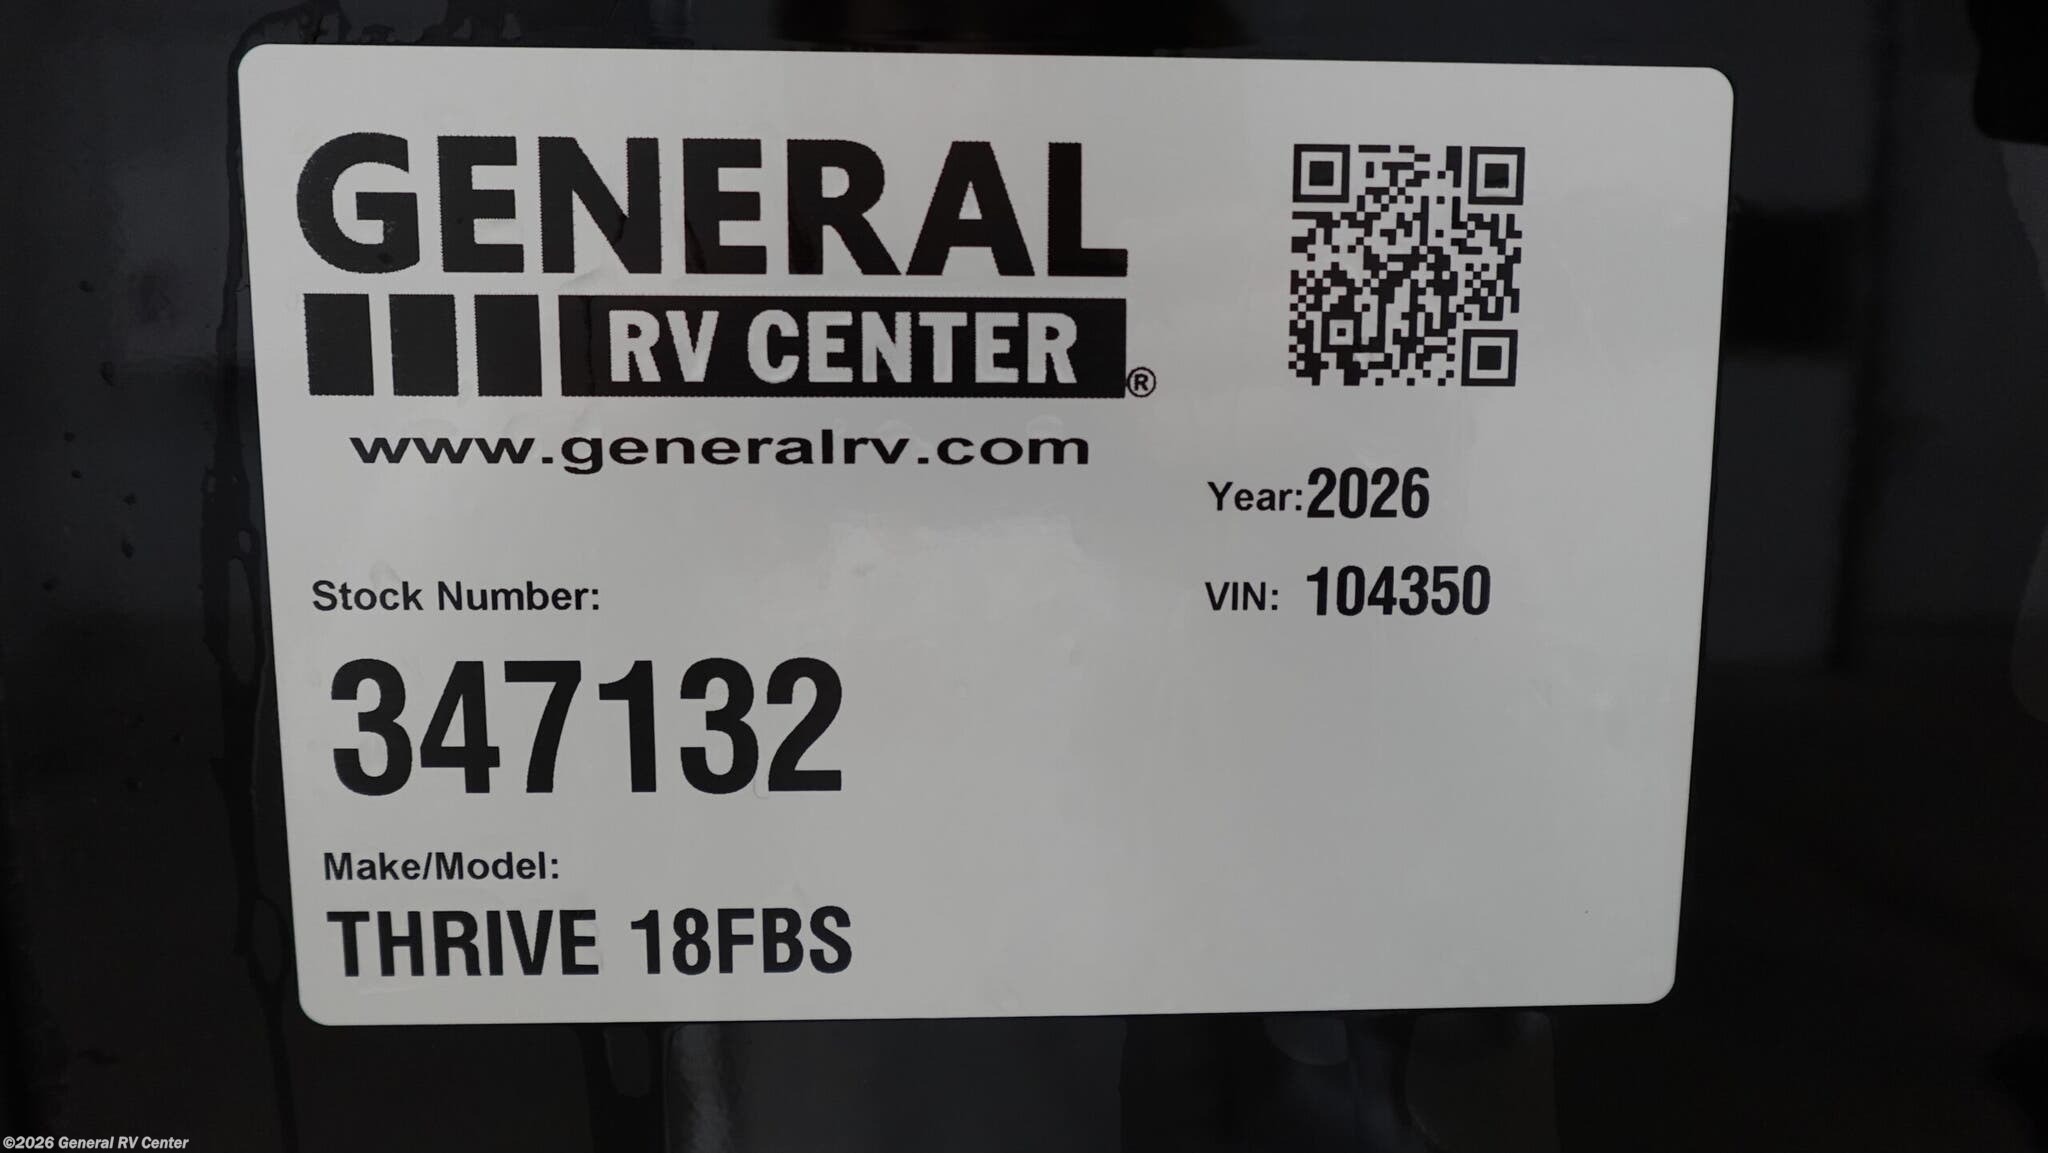 GENERAL
RV CENTER®
www.generalrv.com
Year: 2026
VIN: 104350
Stock Number:
347132
Make/Model:
THRIVE 18FBS
©2026 General RV Center